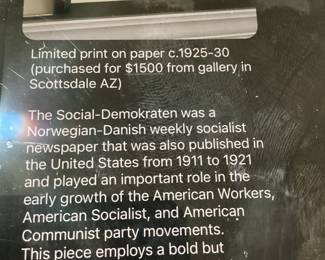 Limited print on paper c.1925-30
(purchased for $1500 from gallery in
Scottsdale AZ)
The Social-Demokraten was a
Norwegian-Danish weekly socialist
newspaper that was also published in
the United States from 1911 to 1921
and played an important role in the
early growth of the American Workers,
American Socialist, and American
Communist party movements.
This piece employs a bold but